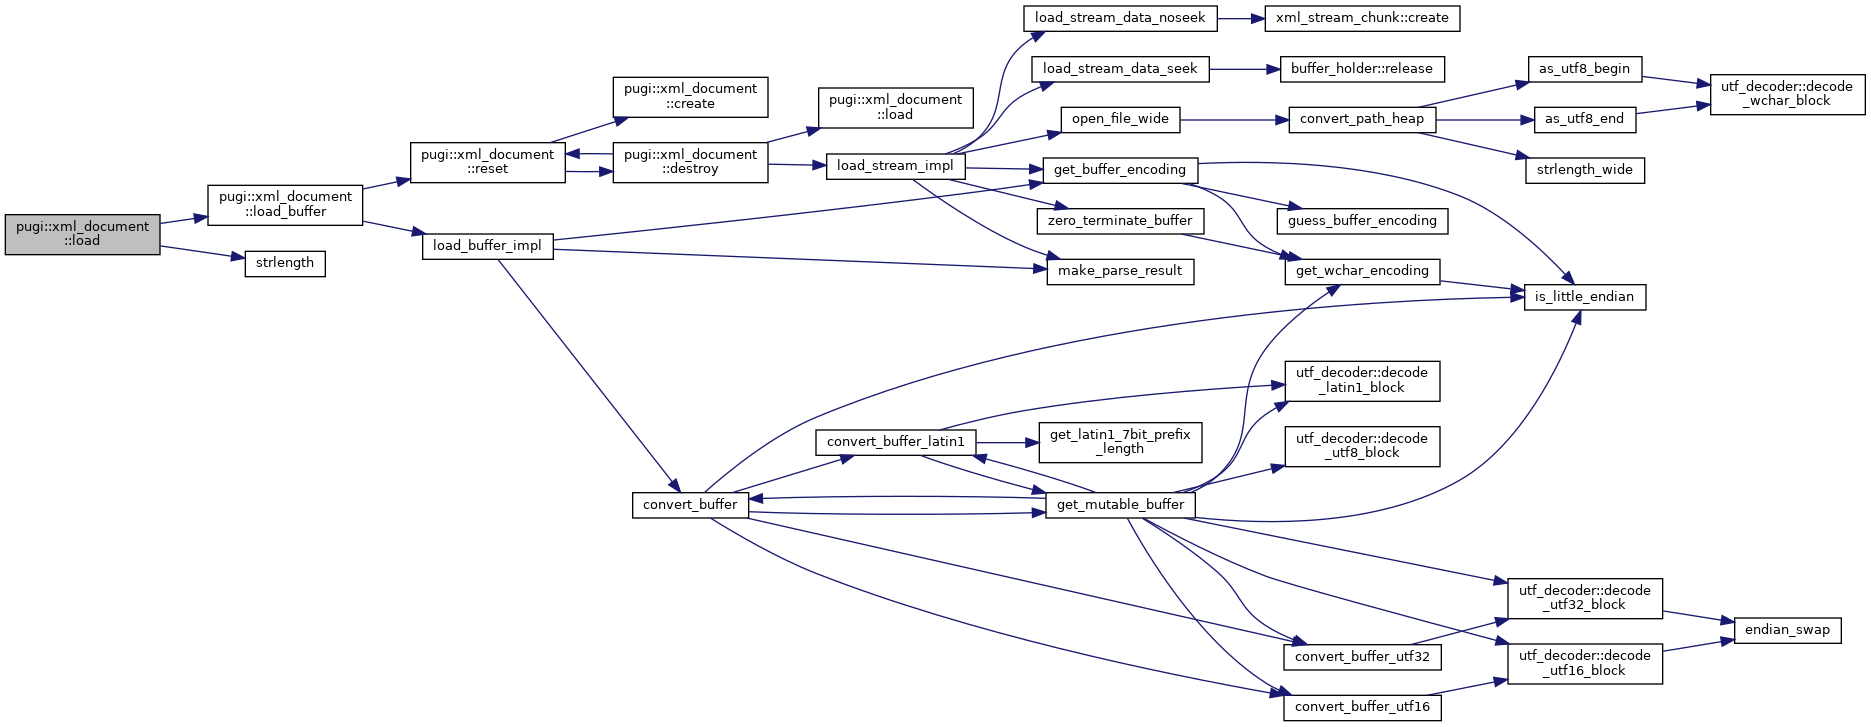 load_stream_data_noseek
xml_stream_chunk::create
load_stream_data_seek
buffer_holder::release
as_utf8_begin
utf_decoder::decode
_wchar_block
pugi::xml_document
::create
pugi::xml_document
::load
open_file_wide
convert_path_heap
as_utf8_end
pugi::xml_document
::reset
pugi::xml_document
::destroy
load_stream_impl
get_buffer_encoding
strlength_wide
pugi::xml_document
::load_buffer
zero_terminate_buffer
guess_buffer_encoding
pugi::xml_document
::load
load_buffer_impl
strlength
make_parse_result
get_wchar_encoding
is_little_endian
utf_decoder::decode
_latin1_block
convert_buffer_latin1
get_latin1_7bit_prefix
_length
utf_decoder::decode
_utf8_block
convert_buffer
get_mutable_buffer
utf_decoder::decode
_utf32_block
endian_swap
convert_buffer_utf32
utf_decoder::decode
_utf16_block
convert_buffer_utf16